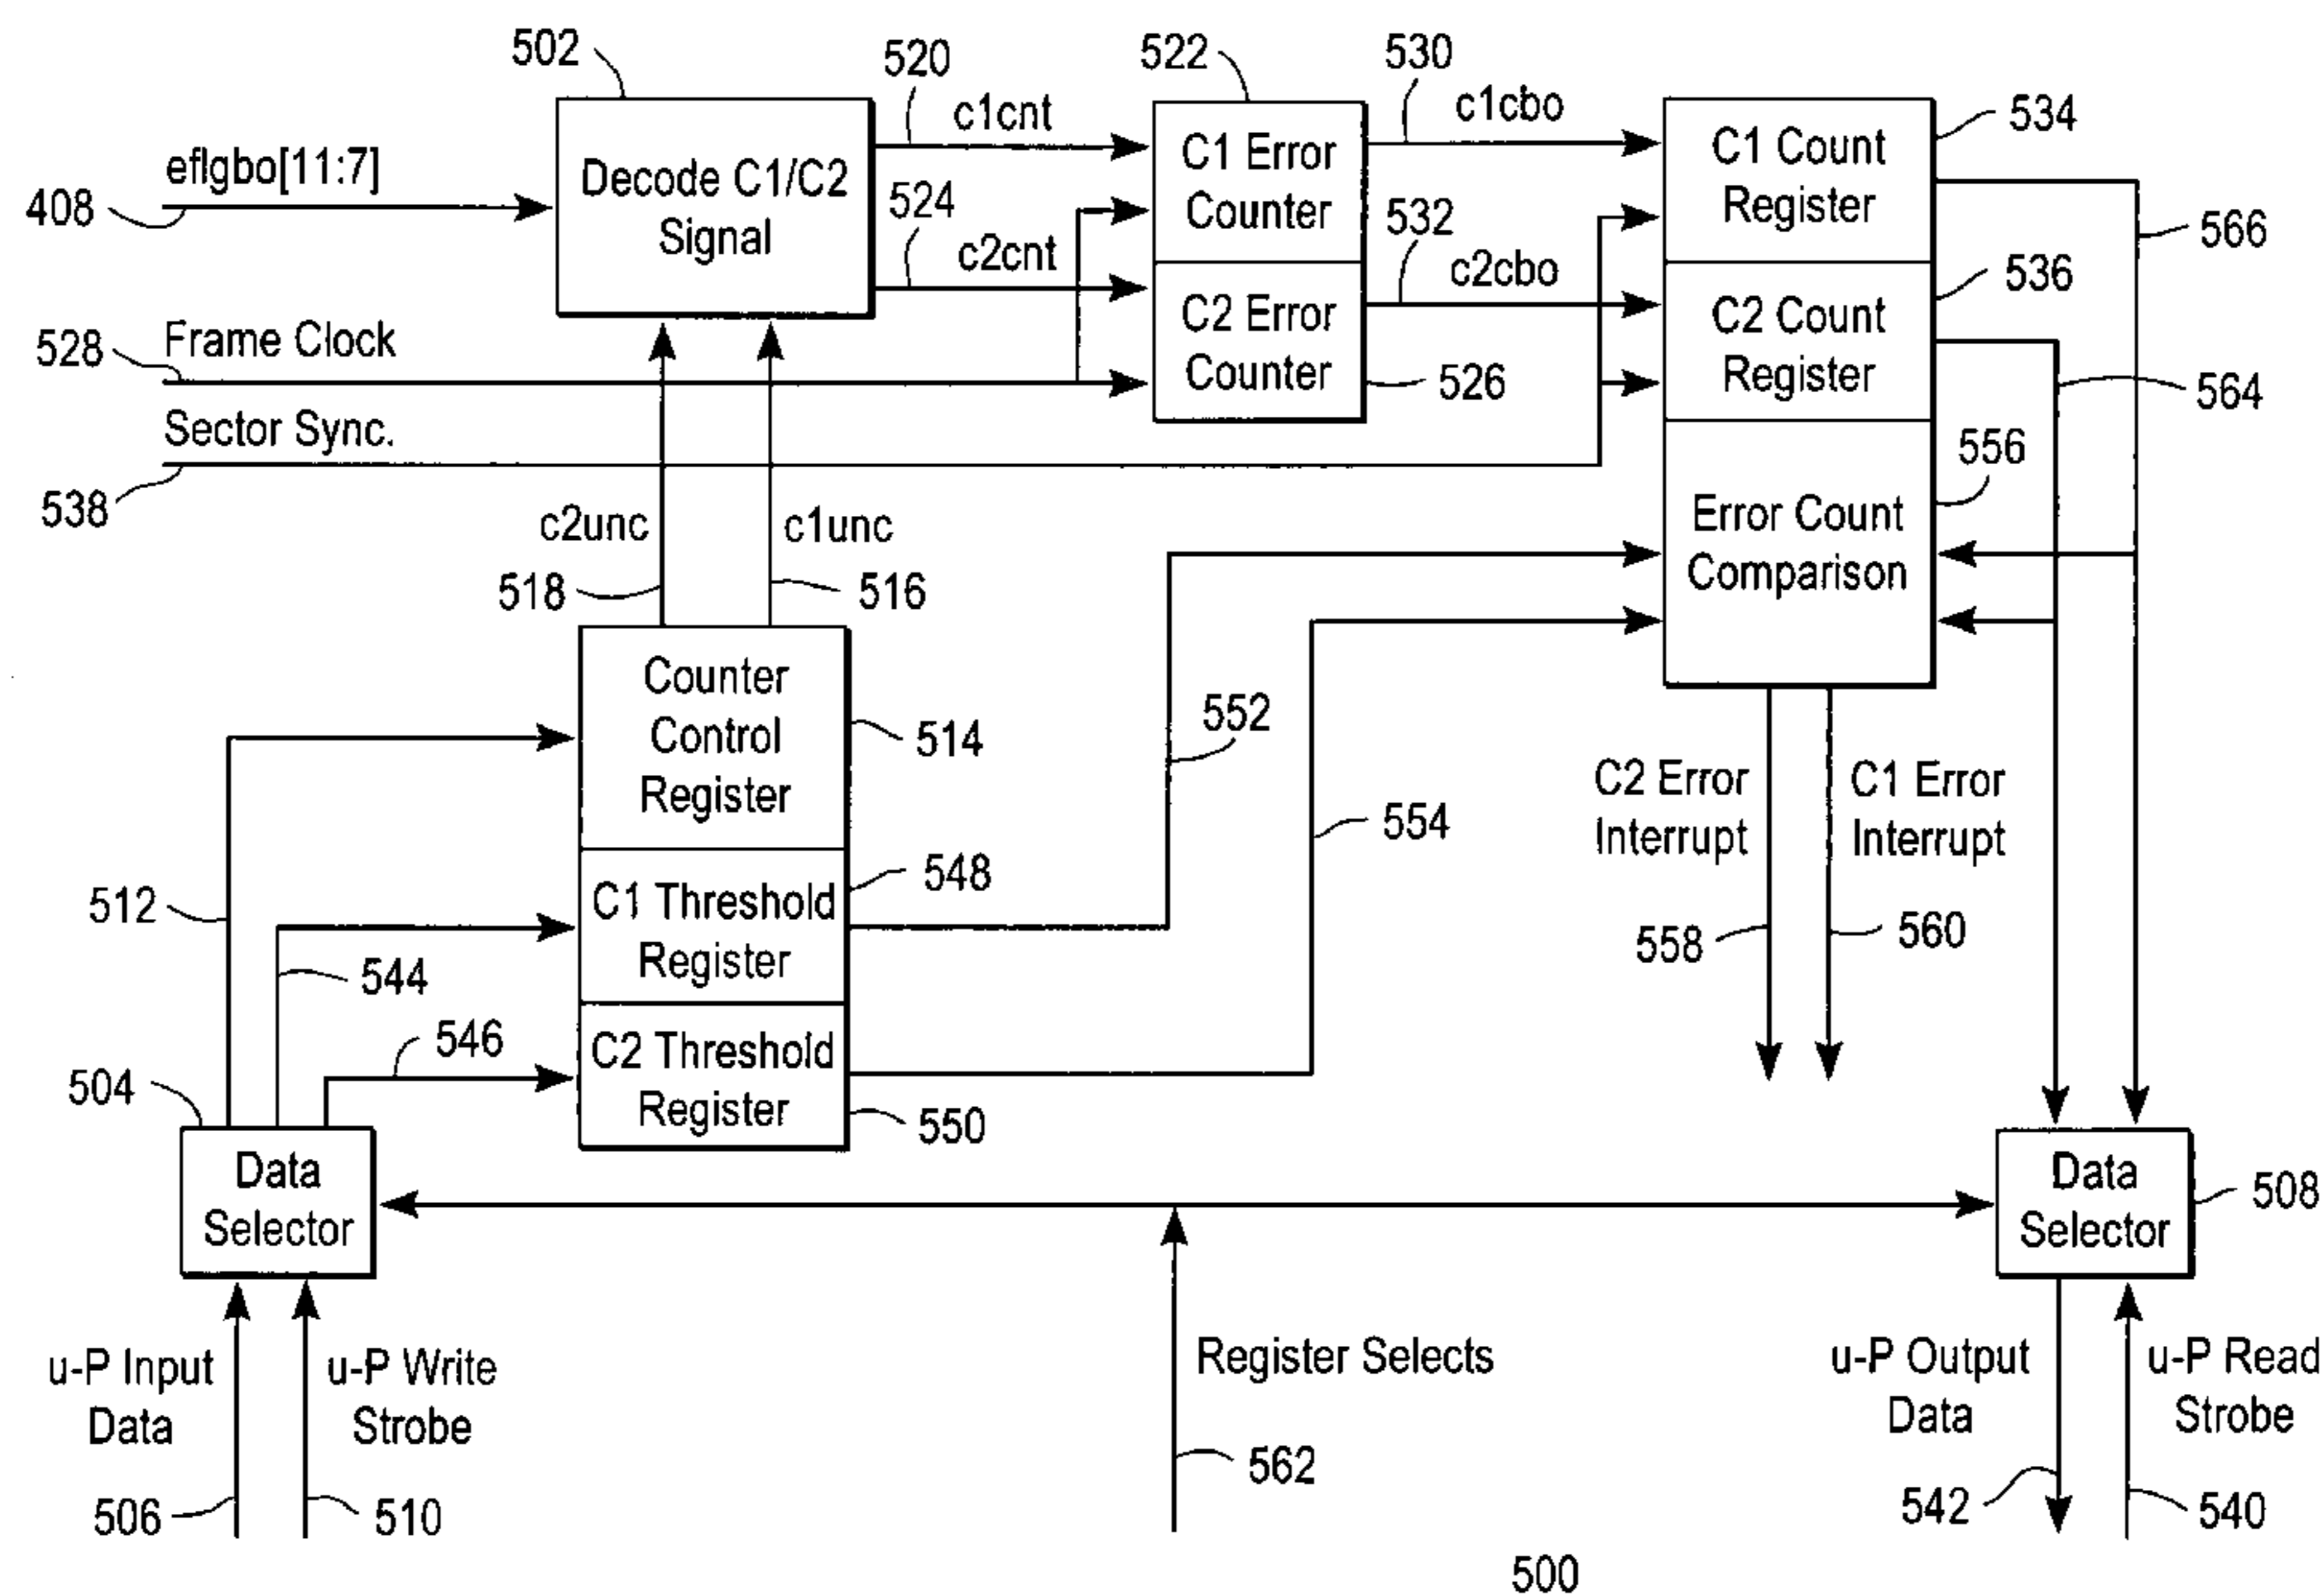 502
520
522
530
c1cnt
c1cbo
534
eflgbo[11:7]
408
Decode C1/C2
Signal
524
c2cnt
C1 Error
Counter
532
c2cbo
C1 Count
Register
566
536
528
Frame Clock
C2 Error
Counter
526
C2 Count
Register
564
Sector Sync.
538
c2unc
c1unc
518
516
556
Error Count
Comparison
Counter
Control
Register
514
552
554
C2 Error
Interrupt
C1 Error
Interrupt
558
560
512
544
C1 Threshold
Register
548
546
C2 Threshold
Register
550
504
Data
Selector
Data
Selector
508
u-P Input
Data
u-P Write
Strobe
Register Selects
u-P Output
Data
u-P Read
Strobe
506
510
562
542
540
500